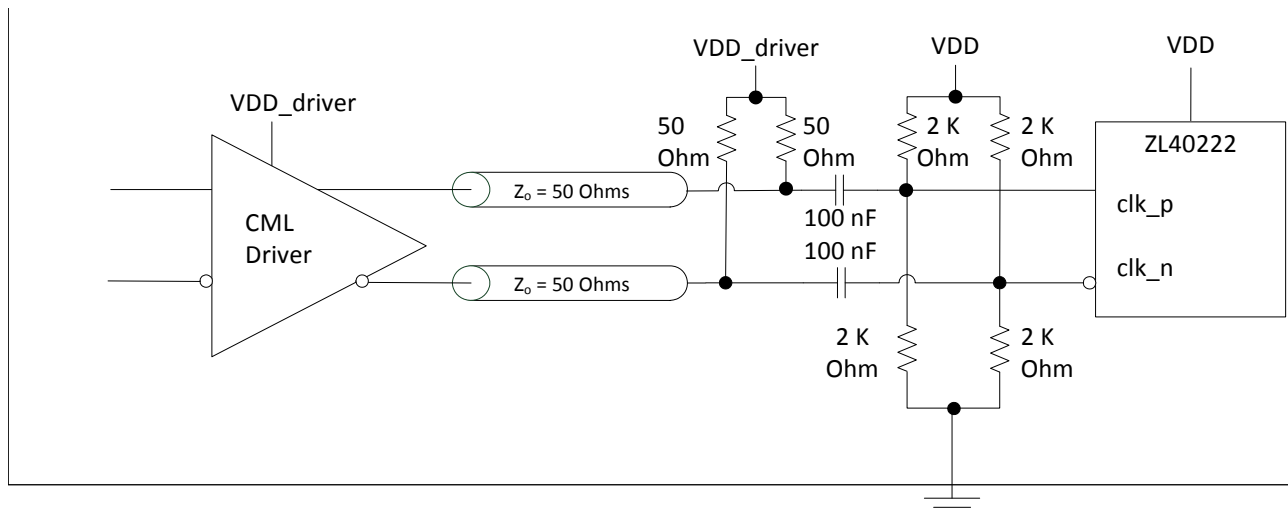 VDD_driver
VDD
VDD
VDD_driver
50
Ohm
50
Ohm
2 K
Ohm
2 K
Ohm
ZL40222
Zₒ = 50 Ohms
clk_p
CML
Driver
100 nF
100 nF
clk_n
Zₒ = 50 Ohms
2 K
Ohm
2 K
Ohm